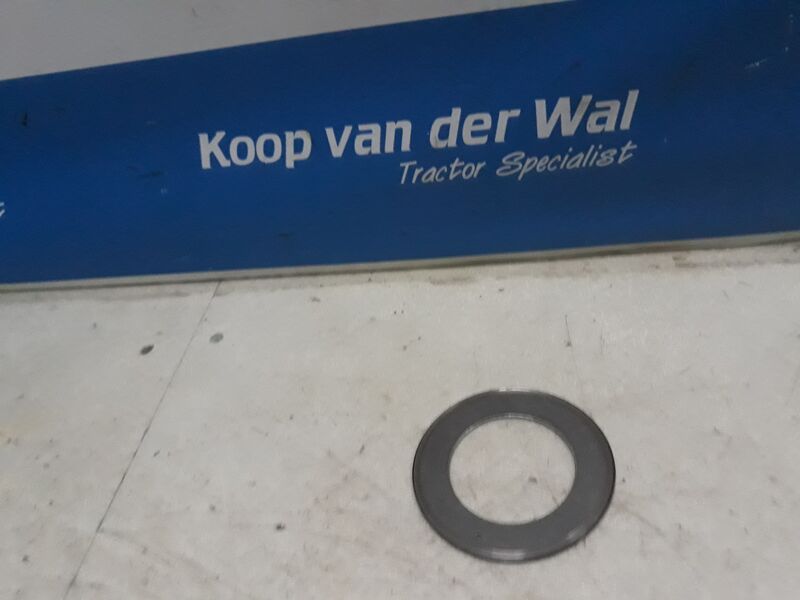 Koop van der Wal
Tractor Specialist